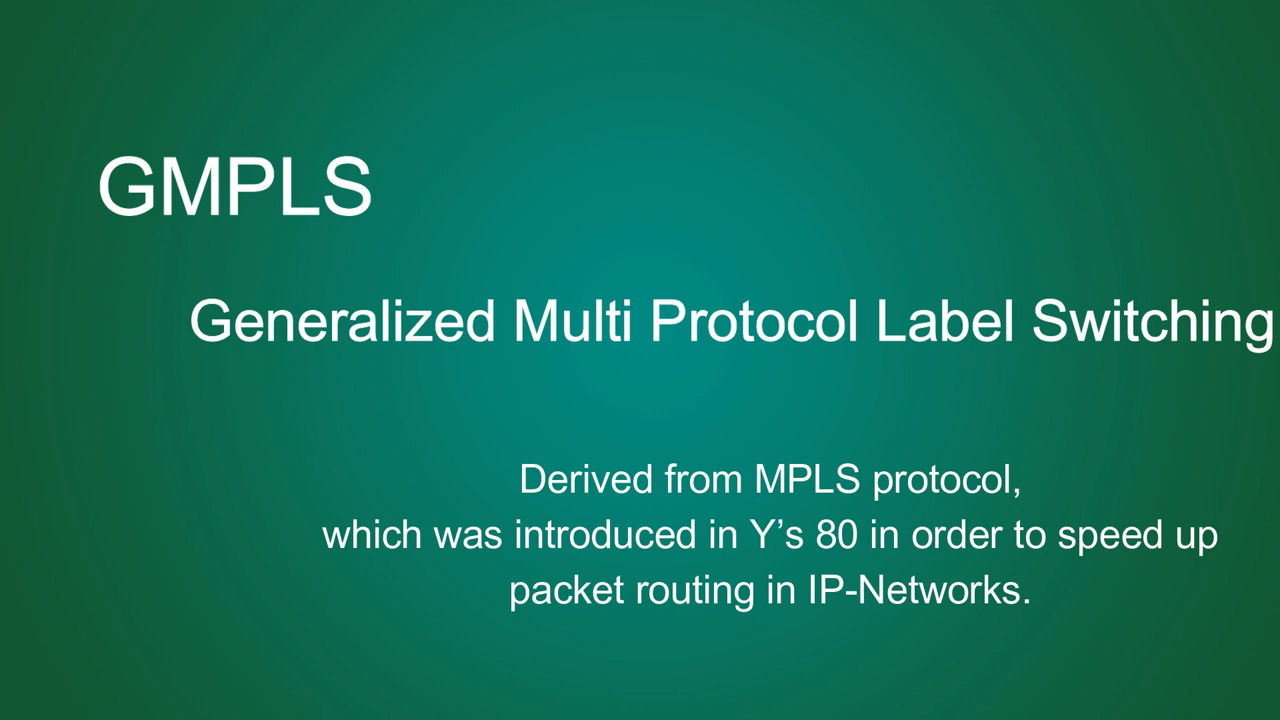 GMPLS
Generalized Multi Protocol Label Switching
Derived from MPLS protocol,
which was introduced in Y’s 80 in order to speed up
packet routing in IP-Networks.